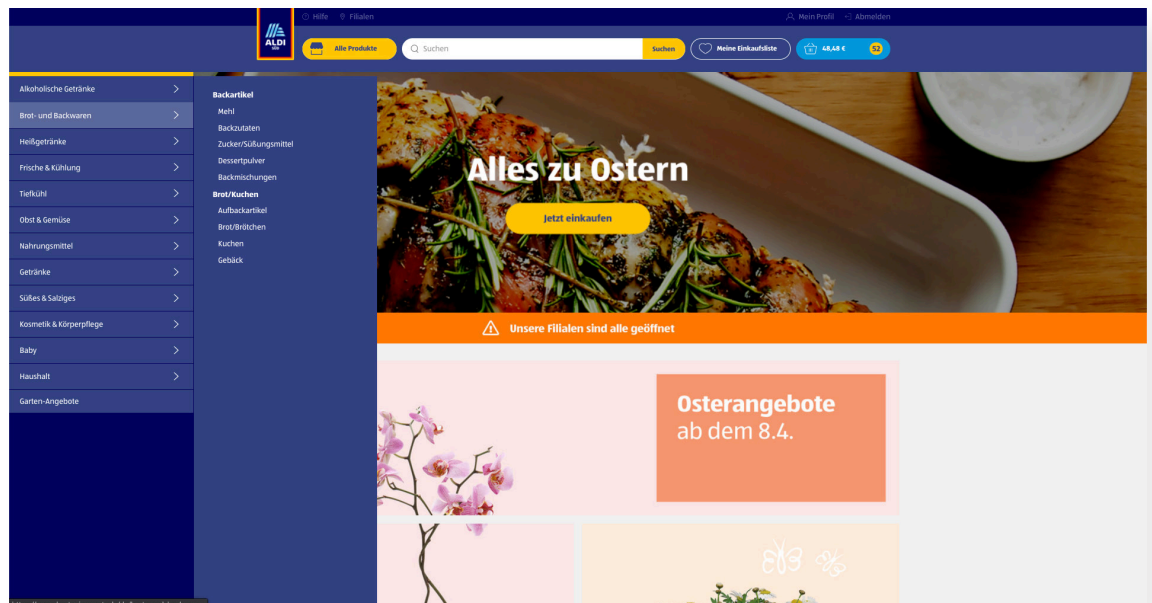 Hilfe
Filialen
Mein Profil
Abmelden
ALDI
SÜD
Alle Produkte
Suchen
Suchen
Meine Einkaufsliste
48,48 €
52
Alkoholische Getränke
Brot- und Backwaren
Heißgetränke
Frische & Kühlung
Tiefkühl
Obst & Gemüse
Nahrungsmittel
Getränke
Süßes & Salziges
Kosmetik & Körperpflege
Baby
Haushalt
Garten-Angebote
Backartikel
Mehl
Backzutaten
Zucker/Süßungsmittel
Dessertpulver
Backmischungen
Brot/Kuchen
Aufbackartikel
Brot/Brötchen
Kuchen
Gebäck
Alles zu Ostern
Jetzt einkaufen
Unsere Filialen sind alle geöffnet
Osterangebote
ab dem 8.4.